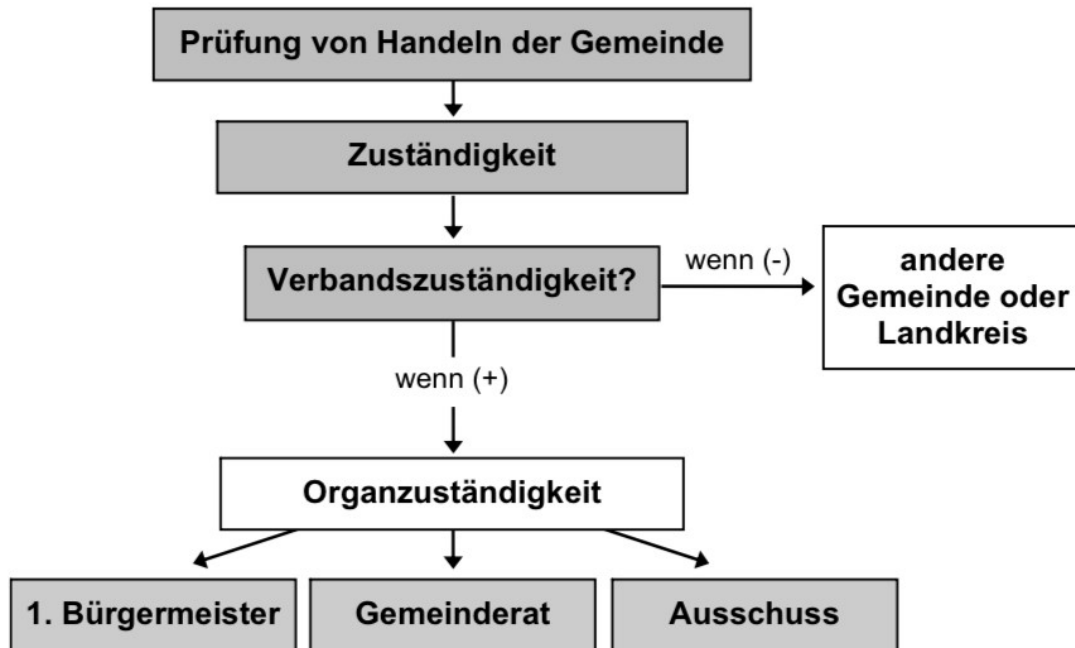 Prüfung von Handeln der Gemeinde
Zuständigkeit
Verbandszuständigkeit?
wenn (-)
andere
Gemeinde oder
Landkreis
wenn (+)
Organzuständigkeit
1. Bürgermeister
Gemeinderat
Ausschuss